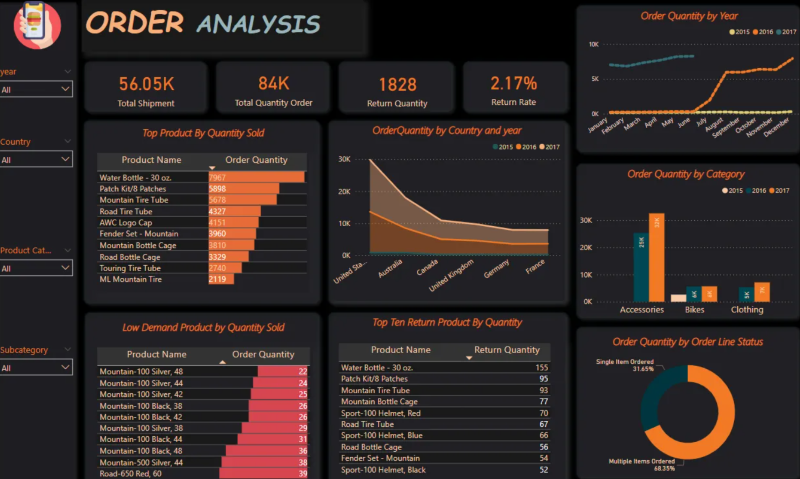 ORDER ANALYSIS
year
All
Country
All
Product Cat...
All
Subcategory
All
56.05K
Total Shipment
84K
Total Quantity Order
1828
Return Quantity
2.17%
Return Rate
Top Product By Quantity Sold
Product Name Order Quantity
Water Bottle - 30 oz. 7967
Patch Kit/8 Patches 5898
Mountain Tire Tube 5678
Road Tire Tube 4327
AWC Logo Cap 4151
Fender Set - Mountain 3960
Mountain Bottle Cage 3810
Road Bottle Cage 3329
Touring Tire Tube 2740
ML Mountain Tire 2119
OrderQuantity by Country and year
2015 2016 2017
30K
20K
10K
0K
United Sta...
Australia
Canada
United Kingdom
Germany
France
Low Demand Product by Quantity Sold
Product Name Order Quantity
Mountain-100 Silver, 48 22
Mountain-100 Silver, 44 24
Mountain-100 Silver, 42 25
Mountain-100 Black, 38 26
Mountain-100 Black, 42 26
Mountain-100 Silver, 38 29
Mountain-100 Black, 44 31
Mountain-100 Black, 48 36
Mountain-500 Silver, 44 38
Road-650 Red, 60 39
Top Ten Return Product By Quantity
Product Name Return Quantity
Water Bottle - 30 oz. 155
Patch Kit/8 Patches 95
Mountain Tire Tube 93
Mountain Bottle Cage 77
Sport-100 Helmet, Red 70
Road Tire Tube 67
Sport-100 Helmet, Blue 66
Road Bottle Cage 56
Fender Set - Mountain 54
Sport-100 Helmet, Black 52
Order Quantity by Year
2015 2016 2017
10K
5K
0K
January
February
March
April
May
June
July
August
September
October
November
December
Order Quantity by Category
2015 2016 2017
30K
20K
10K
0K
25K
6K
5K
7K
Accessories Bikes Clothing
Order Quantity by Order Line Status
Single Item Ordered
31.65%
Multiple Items Ordered
68.35%